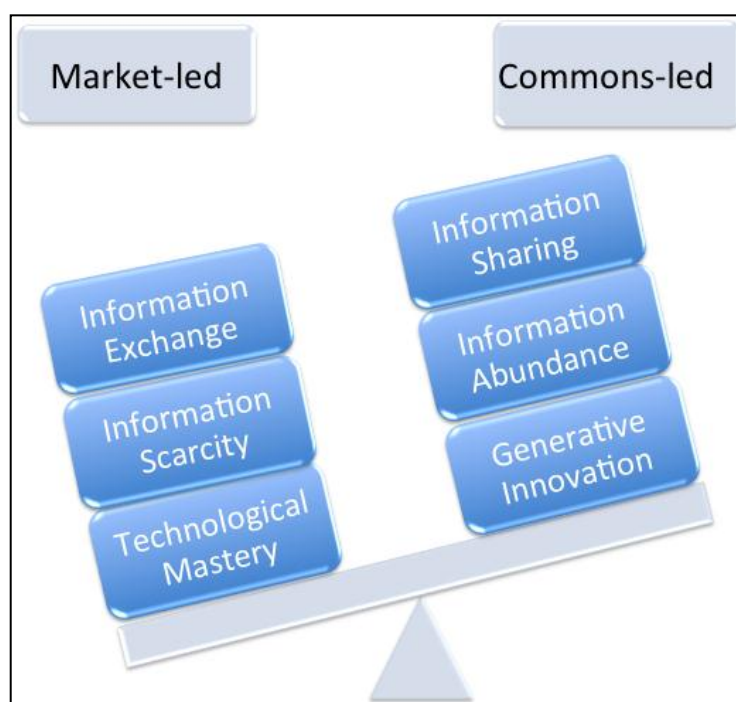 Market-led
Commons-led
Information
Exchange
Information
Scarcity
Technological
Mastery
Information
Sharing
Information
Abundance
Generative
Innovation